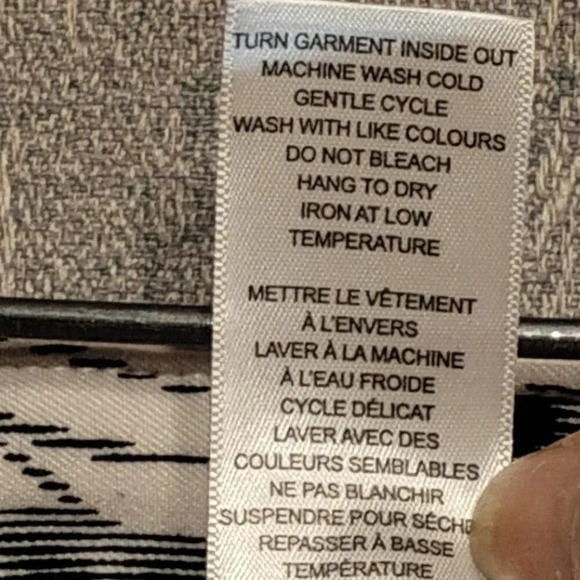 TURN GARMENT INSIDE OUT
MACHINE WASH COLD
GENTLE CYCLE
WASH WITH LIKE COLOURS
DO NOT BLEACH
HANG TO DRY
IRON AT LOW
TEMPERATURE
METTRE LE VÊTEMENT
À L'ENVERS
LAVER À LA MACHINE
À L'EAU FROIDE
CYCLE DÉLICAT
LAVER AVEC DES
COULEURS SEMBLABLES
NE PAS BLANCHIR
SUSPENDRE POUR
REPASSER À BASSE
TEMPÉRATURE